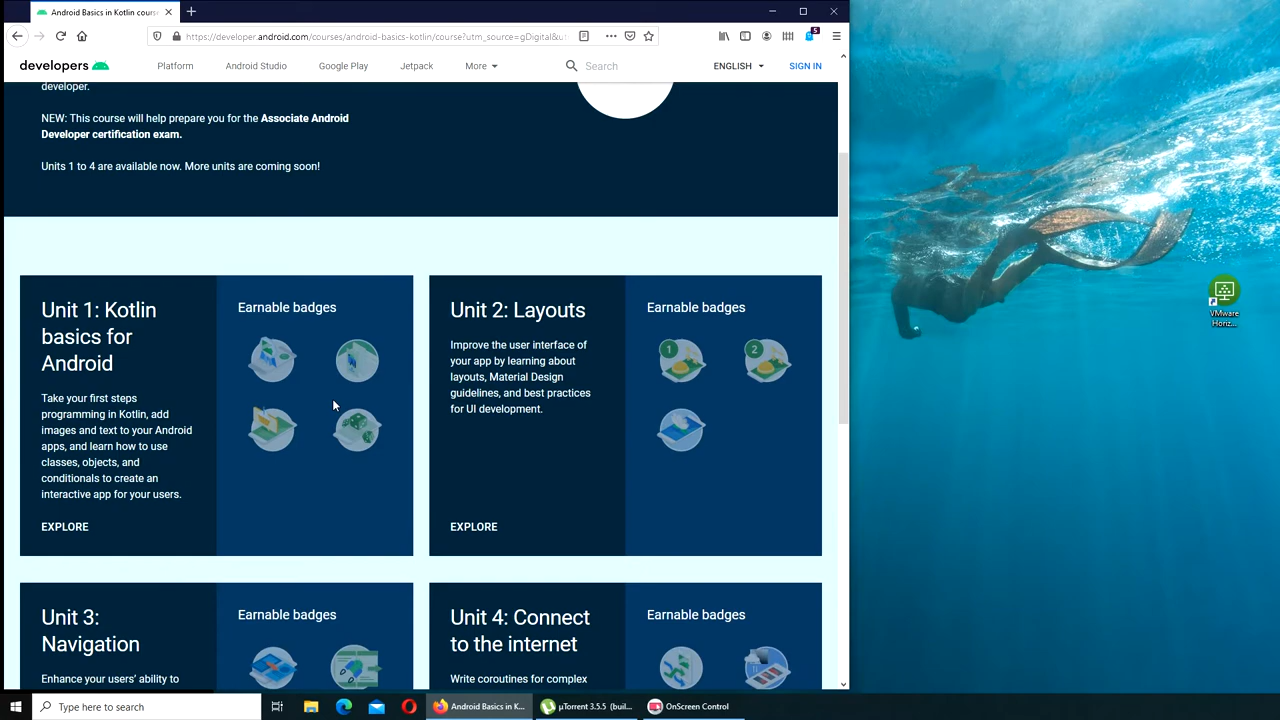 Android Basics in Kotlin cours
https://developer.android.com/courses/android-basics-kotlin/course?utm_source=gDigital&ut
5
developers
Platform
Android Studio
Google Play
Jetpack
More
Search
ENGLISH
SIGN IN
developer.
NEW: This course will help prepare you for the Associate Android
Developer certification exam.
Units 1 to 4 are available now. More units are coming soon!
Unit 1: Kotlin
basics for
Android
Take your first steps
programming in Kotlin, add
images and text to your Android
apps, and learn how to use
classes, objects, and
conditionals to create an
interactive app for your users.
EXPLORE
Earnable badges
Unit 2: Layouts
Improve the user interface of
your app by learning about
layouts, Material Design
guidelines, and best practices
for UI development.
EXPLORE
Earnable badges
1
2
Unit 3:
Navigation
Enhance your users' ability to
Earnable badges
Unit 4: Connect
to the internet
Write coroutines for complex
Earnable badges
VMware
Horiz...
Type here to search
Android Basics in K...
µTorrent 3.5.5 (buil...
OnScreen Control